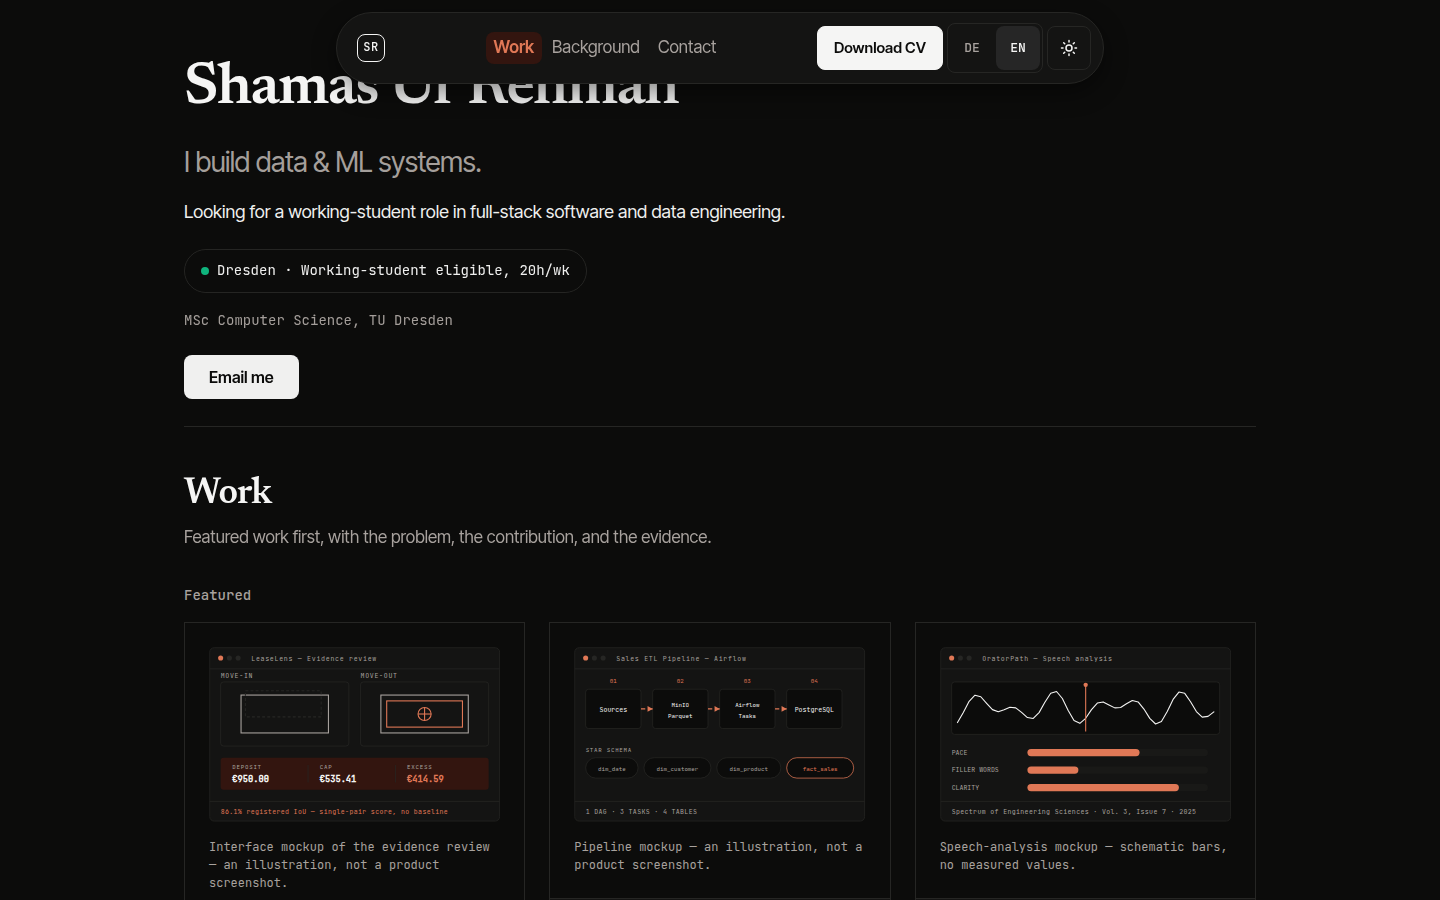 SR
Work
Background
Contact
Download CV
DE
EN
Shamas Ur Rehman
I build data & ML systems.
Looking for a working-student role in full-stack software and data engineering.
Dresden · Working-student eligible, 20h/wk
MSc Computer Science, TU Dresden
Email me
Work
Featured work first, with the problem, the contribution, and the evidence.
Featured
LeaseLens — Evidence review
MOVE-IN
MOVE-OUT
DEPOSIT
CAP
EXCESS
€950.00
€535.41
€414.59
86.1% registered IoU — single-pair score, no baseline
Interface mockup of the evidence review
— an illustration, not a product
screenshot.
Sales ETL Pipeline — Airflow
01
02
03
04
Sources
MinIO
Parquet
Airflow
Tasks
PostgreSQL
STAR SCHEMA
dim_date
dim_customer
dim_product
fact_sales
1 DAG · 3 TASKS · 4 TABLES
Pipeline mockup — an illustration, not a
product screenshot.
OratorPath — Speech analysis
PACE
FILLER WORDS
CLARITY
Spectrum of Engineering Sciences · Vol. 3, Issue 7 · 2025
Speech-analysis mockup — schematic bars,
no measured values.